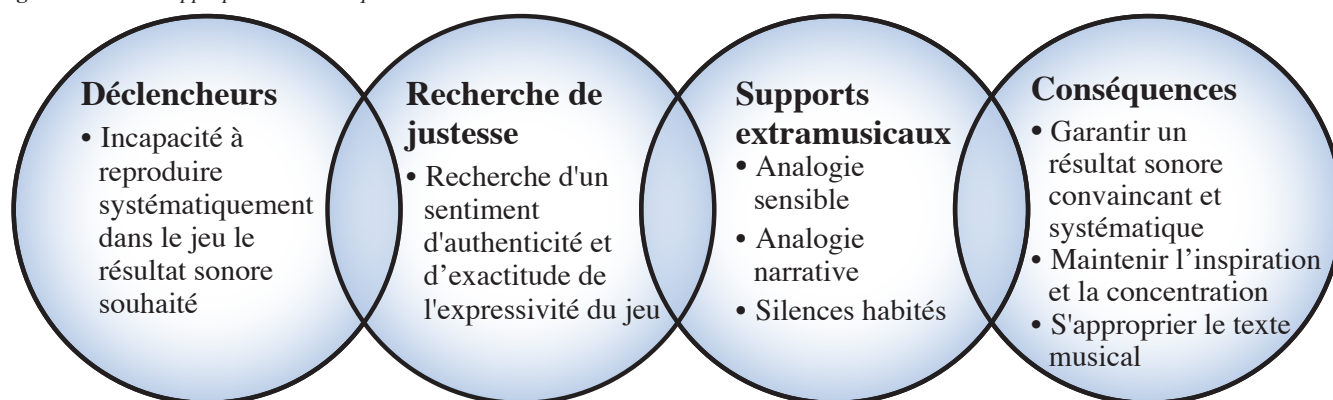 Déclencheurs
• Incapacité à
reproduire
systématiquement
dans le jeu le
résultat sonore
souhaité
Recherche de
justesse
• Recherche d'un
sentiment
d'authenticité et
d’exactitude de
l'expressivité du jeu
Supports
extramusicaux
• Analogie
sensible
• Analogie
narrative
• Silences habités
Conséquences
• Garantir un
résultat sonore
convaincant et
systématique
• Maintenir l’inspiration
et la concentration
• S'approprier le texte
musical